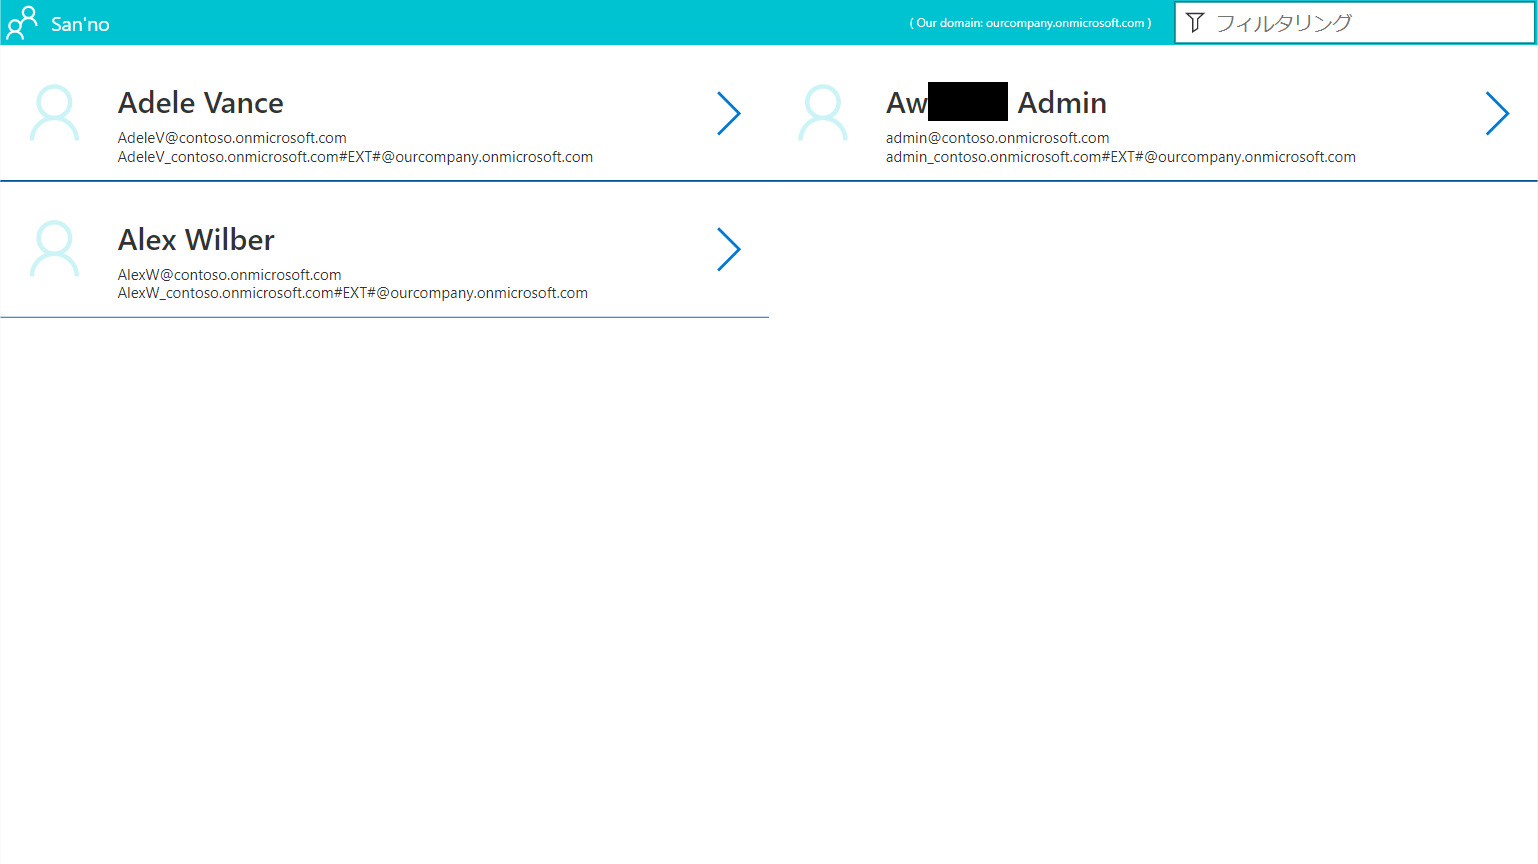 San'no
( Our domain: ourcompany.onmicrosoft.com )
フィルタリング
Adele Vance
AdeleV@contoso.onmicrosoft.com
AdeleV_contoso.onmicrosoft.com#EXT#@ourcompany.onmicrosoft.com
Aw Admin
admin@contoso.onmicrosoft.com
admin_contoso.onmicrosoft.com#EXT#@ourcompany.onmicrosoft.com
Alex Wilber
AlexW@contoso.onmicrosoft.com
AlexW_contoso.onmicrosoft.com#EXT#@ourcompany.onmicrosoft.com